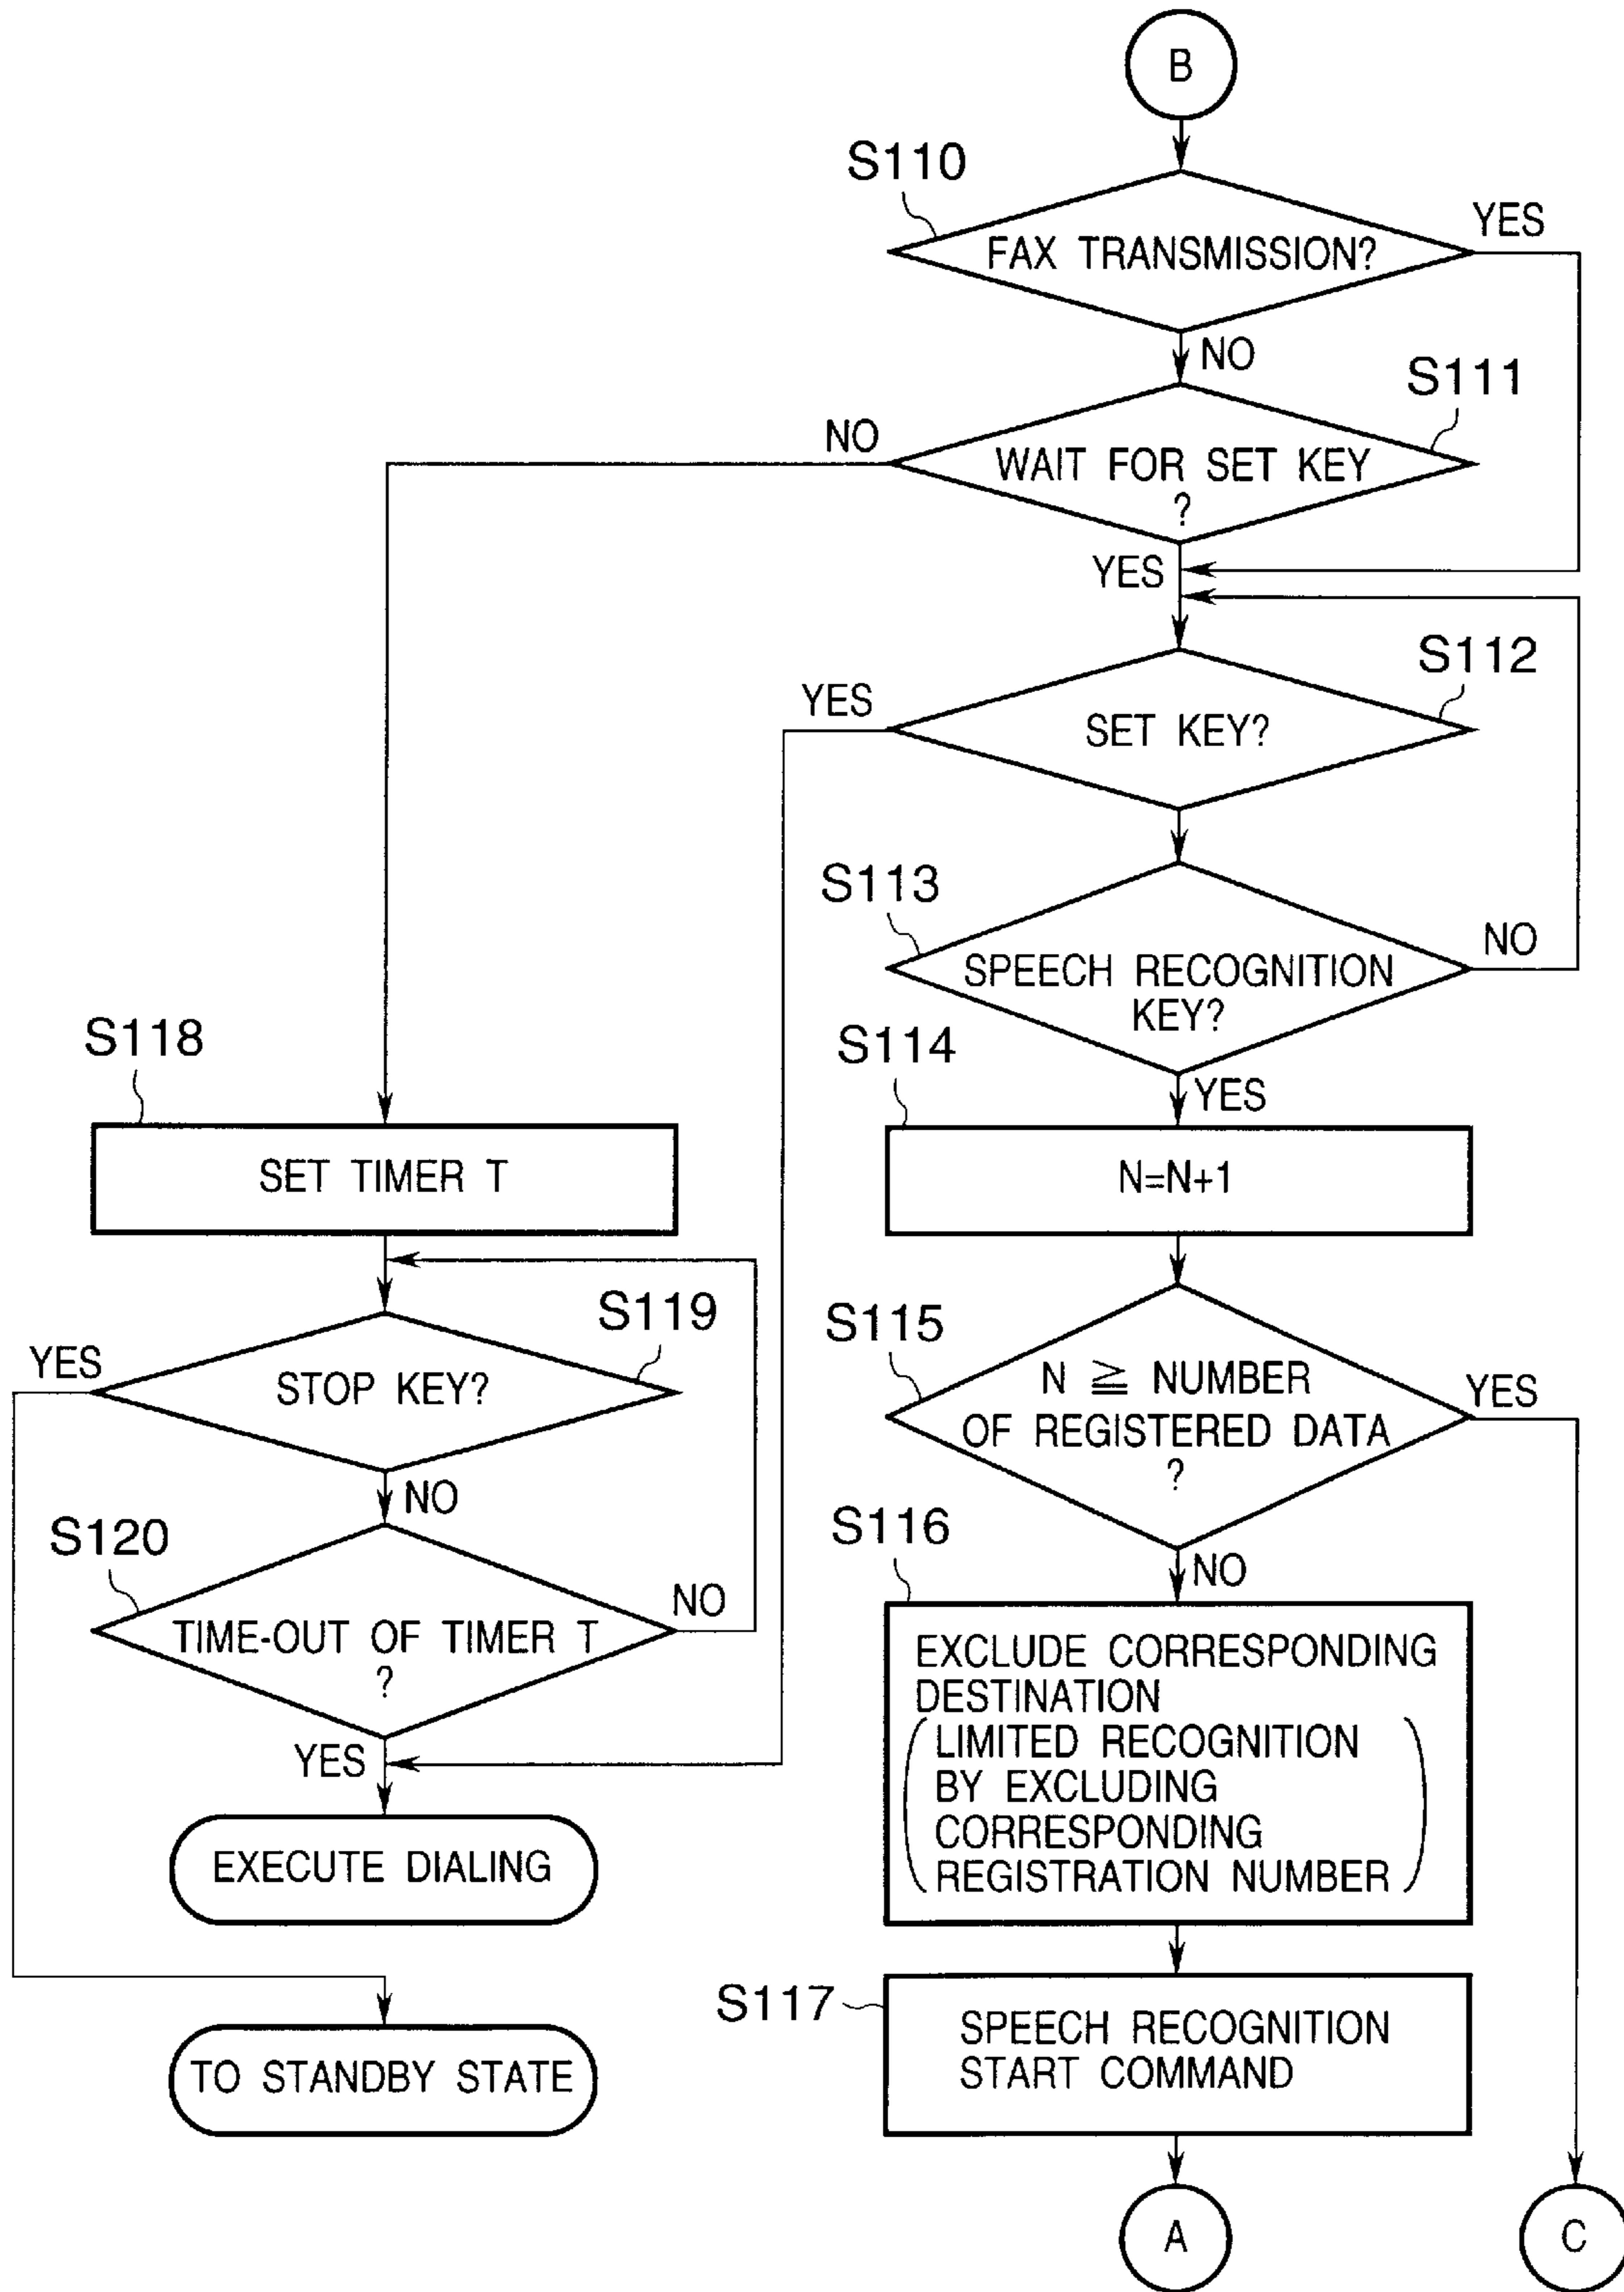 B
S110
FAX TRANSMISSION?
YES
NO
S111
NO
WAIT FOR SET KEY
?
YES
S112
YES
SET KEY?
S113
SPEECH RECOGNITION
KEY?
NO
YES
S114
N=N+1
S118
SET TIMER T
S119
YES
STOP KEY?
NO
S120
TIME-OUT OF TIMER T
?
NO
YES
EXECUTE DIALING
TO STANDBY STATE
S115
N ≧ NUMBER
OF REGISTERED DATA
?
YES
NO
S116
EXCLUDE CORRESPONDING
DESTINATION
(LIMITED RECOGNITION
BY EXCLUDING
CORRESPONDING
REGISTRATION NUMBER)
S117
SPEECH RECOGNITION
START COMMAND
A
C